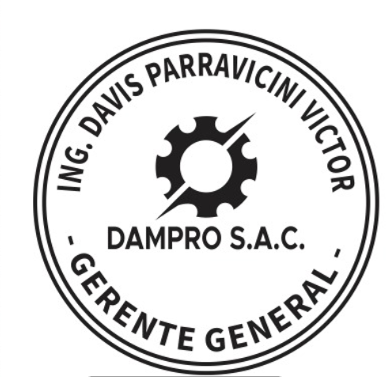 ING. DAVIS PARRAVICINI VICTOR
DAMPRO S.A.C.
- GERENTE GENERAL -